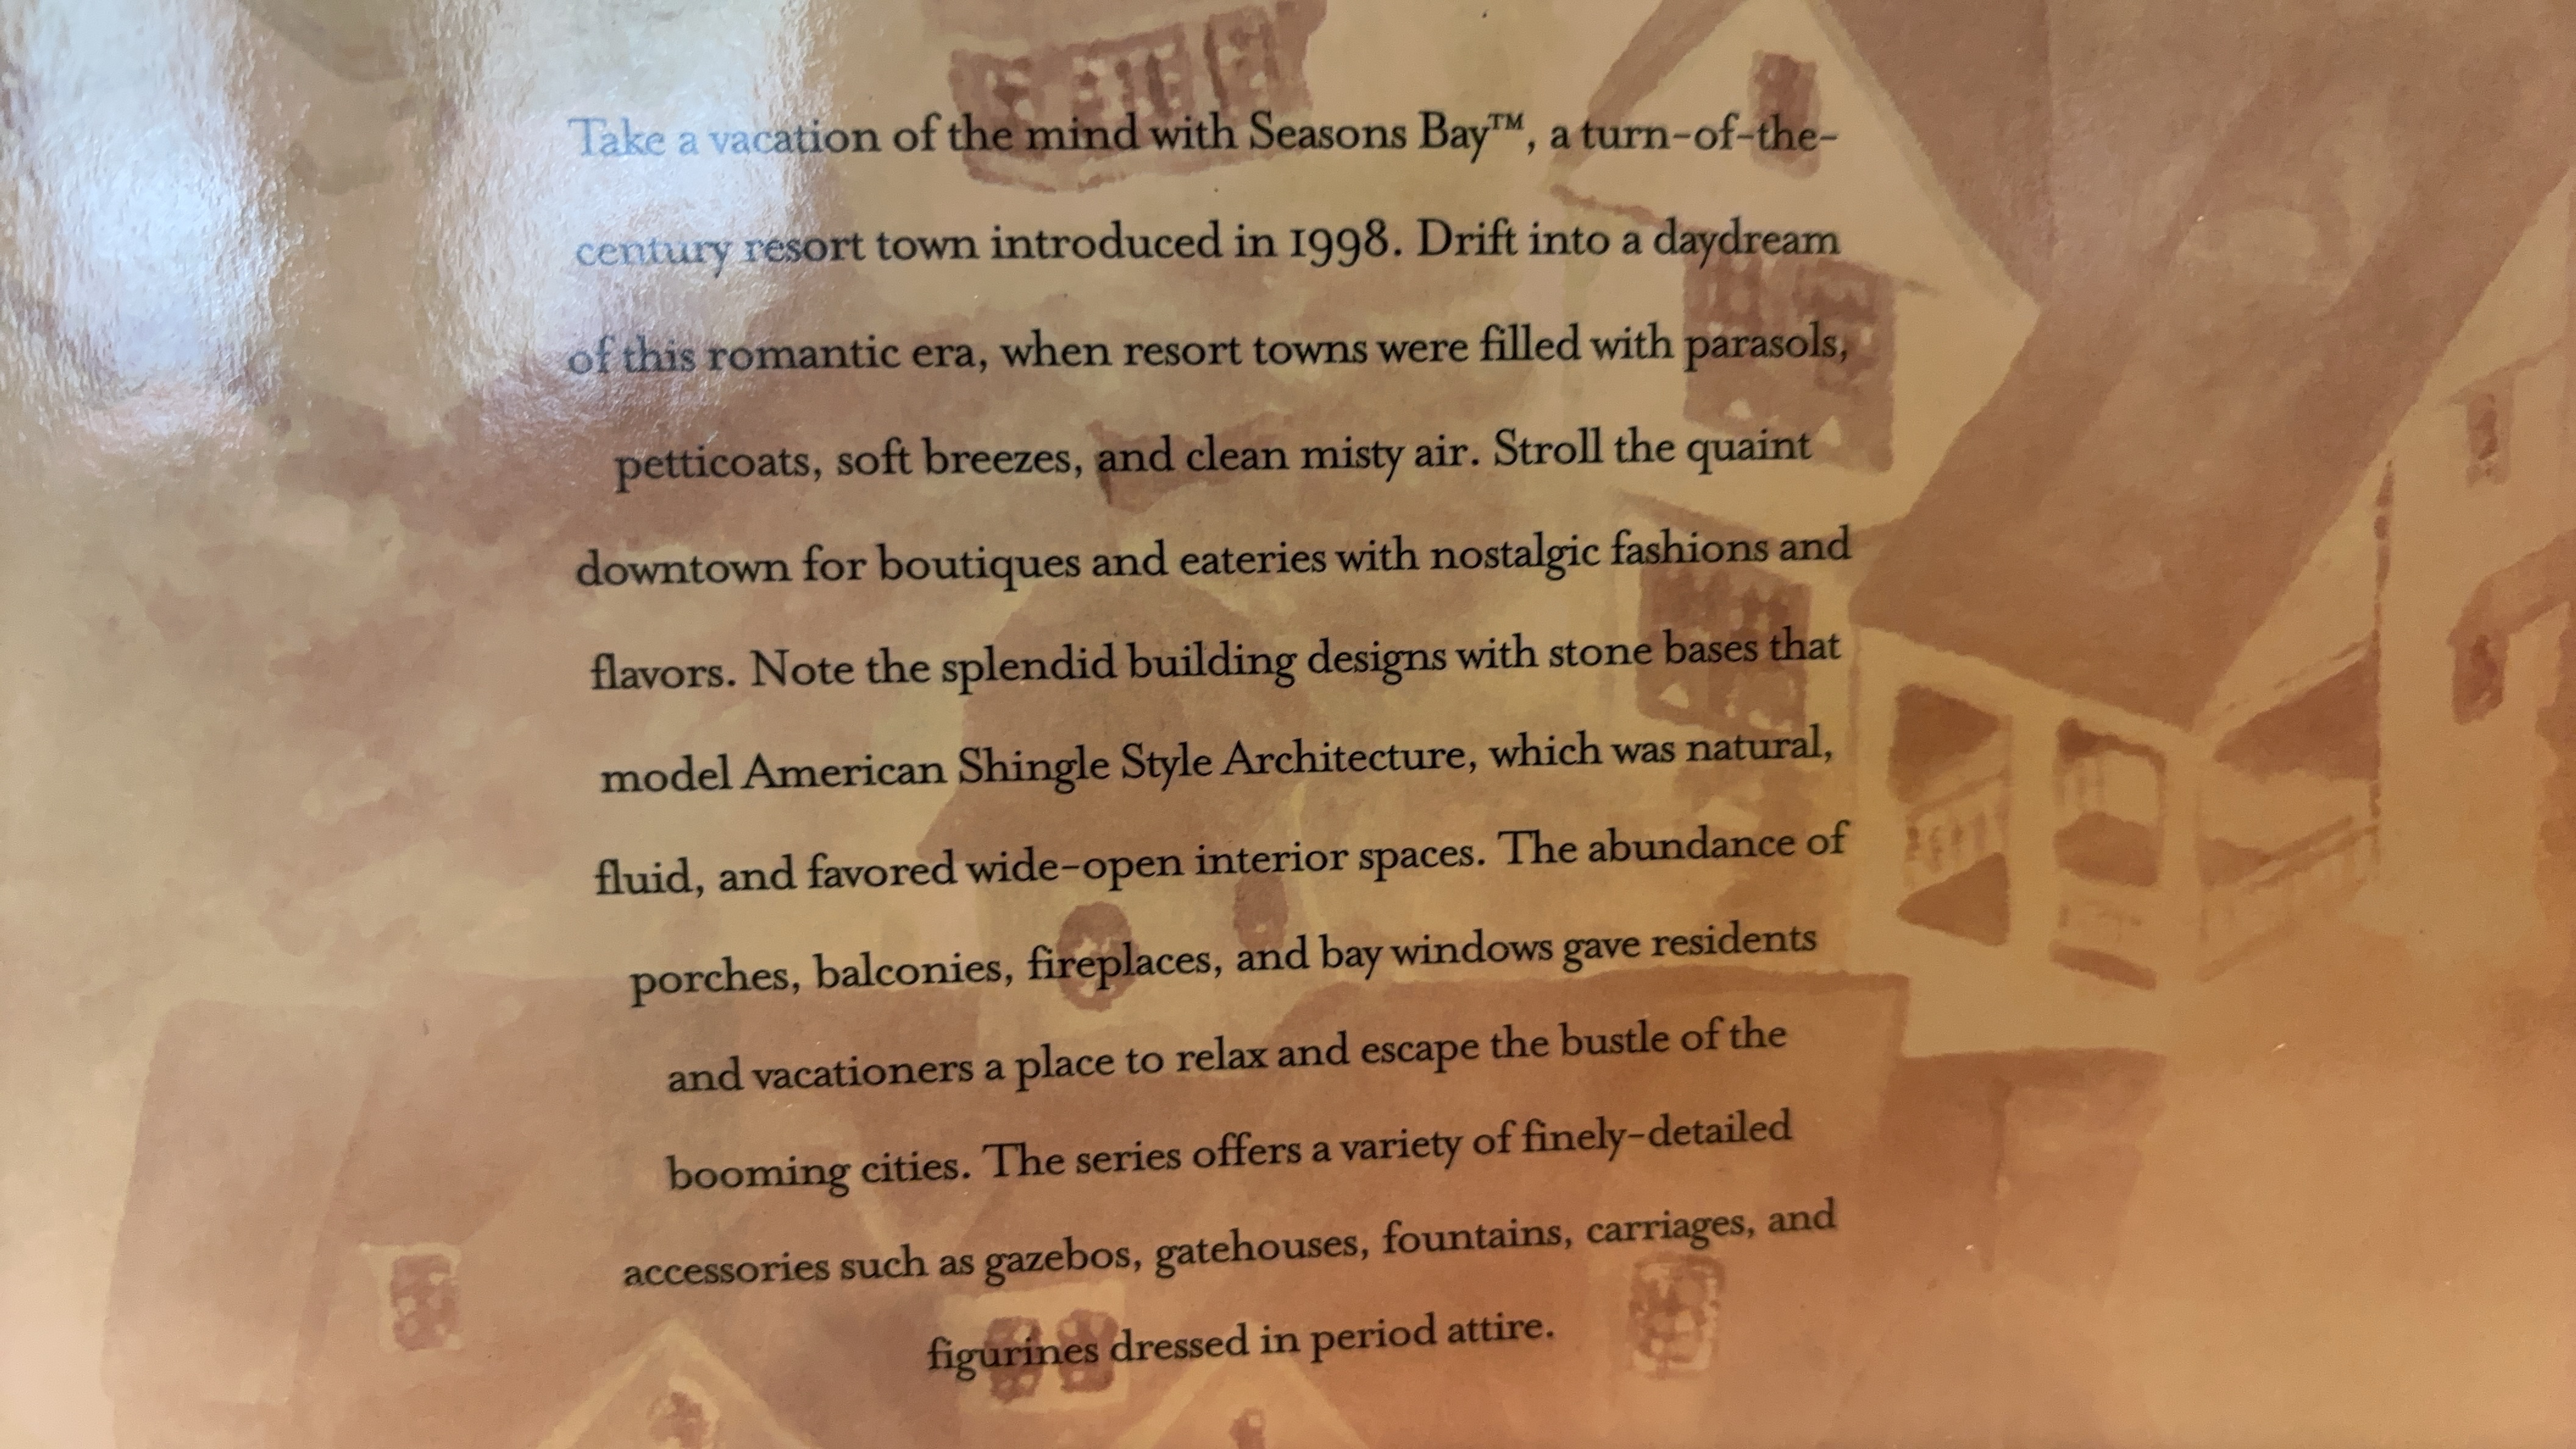 Take a vacation of the mind with Seasons Bay™, a turn-of-the-
century resort town introduced in 1998. Drift into a daydream
of this romantic era, when resort towns were filled with parasols,
petticoats, soft breezes, and clean misty air. Stroll the quaint
downtown for boutiques and eateries with nostalgic fashions and
flavors. Note the splendid building designs with stone bases that
model American Shingle Style Architecture, which was natural,
fluid, and favored wide-open interior spaces. The abundance of
porches, balconies, fireplaces, and bay windows gave residents
and vacationers a place to relax and escape the bustle of the
booming cities. The series offers a variety of finely-detailed
accessories such as gazebos, gatehouses, fountains, carriages, and
figurines dressed in period attire.